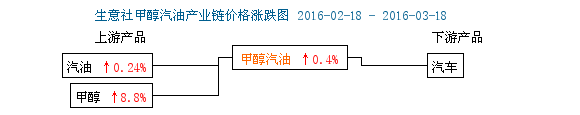 生意社甲醇汽油产业链价格涨跌图 2016-02-18 - 2016-03-18
上游产品 下游产品
汽油 ↑0.24% 甲醇汽油 ↑0.4% 汽车
甲醇 ↑8.8%